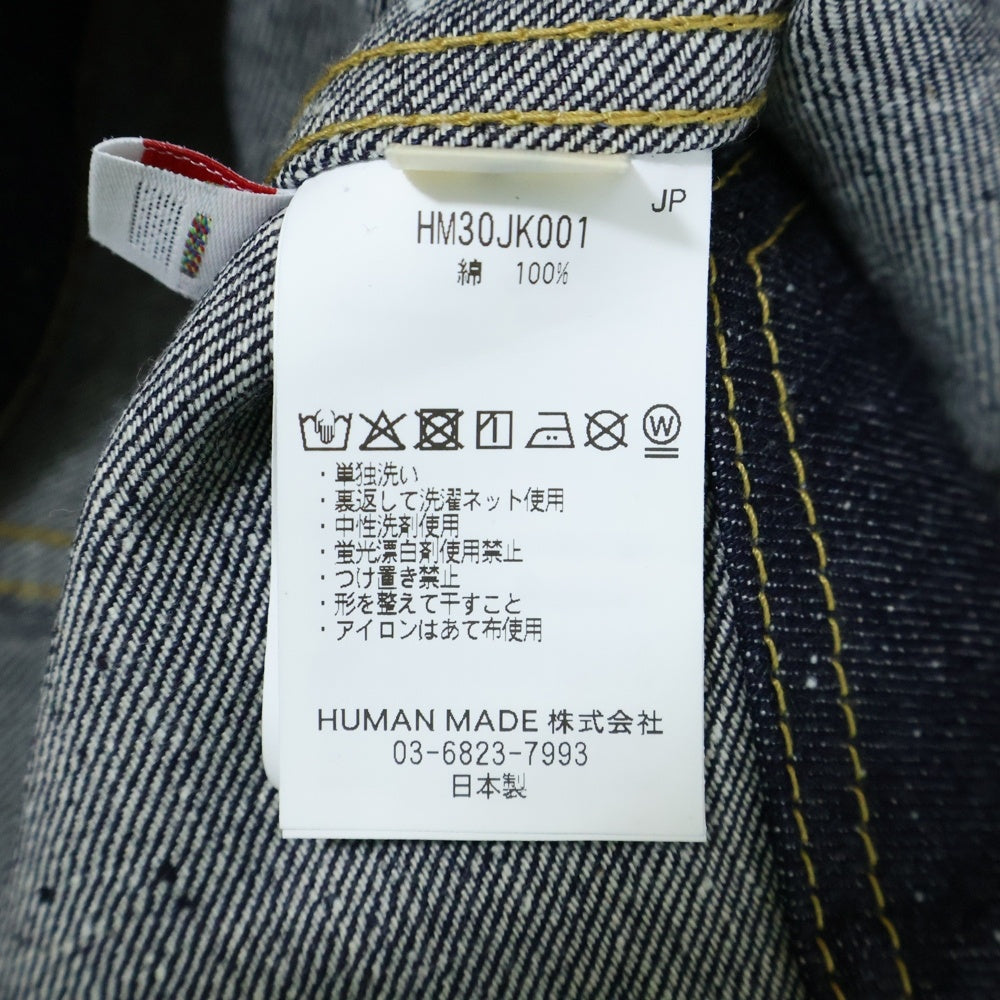 JP
HM30JK001
綿 100%
・単独洗い
・裏返して洗濯ネット使用
・中性洗剤使用
・蛍光漂白剤使用禁止
・つけ置き禁止
・形を整えて干すこと
・アイロンはあて布使用
HUMAN MADE 株式会社
03-6823-7993
日本製